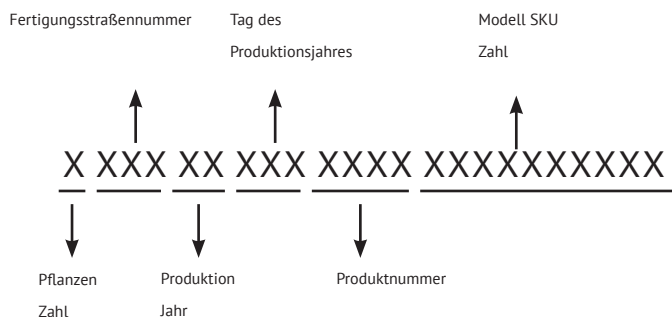 Fertigungsstraßennummer
Tag des
Produktionsjahres
Modell SKU
Zahl
X XXX XX XXX XXXX XXXXXXXXXX
Pflanzen
Zahl
Produktion
Jahr
Produktnummer